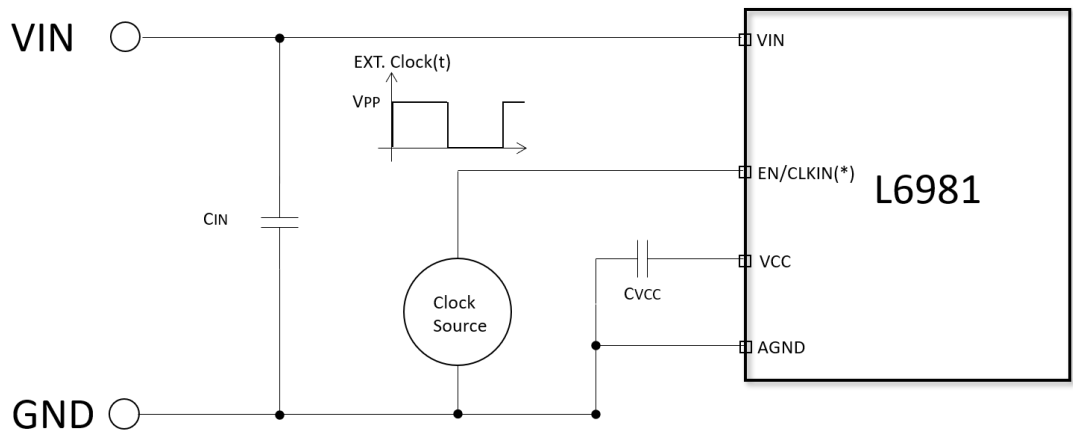 VIN
VIN
EXT. Clock(t)
VPP
EN/CLKIN(*)
L6981
CIN
VCC
CVCC
Clock
Source
AGND
GND